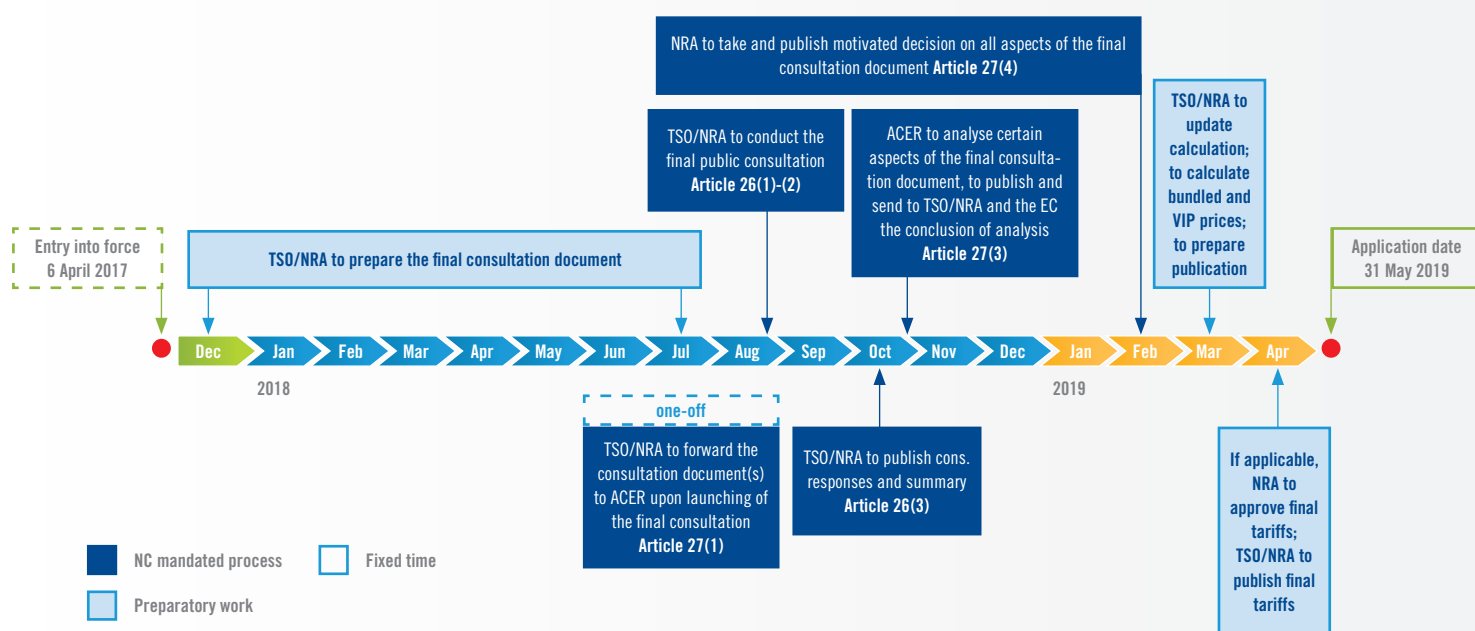 NRA to take and publish motivated decision on all aspects of the final
consultation document Article 27(4)
TSO/NRA to conduct the
final public consultation
Article 26(1)-(2)
ACER to analyse certain
aspects of the final consulta-
tion document, to publish and
send to TSO/NRA and the EC
the conclusion of analysis
Article 27(3)
TSO/NRA to
update
calculation;
to calculate
bundled and
VIP prices;
to prepare
publication
Entry into force
6 April 2017
TSO/NRA to prepare the final consultation document
Application date
31 May 2019
Dec Jan Feb Mar Apr May Jun Jul Aug Sep Oct Nov Dec Jan Feb Mar Apr
2018 2019
one-off
TSO/NRA to forward the
consultation document(s)
to ACER upon launching of
the final consultation
Article 27(1)
TSO/NRA to publish cons.
responses and summary
Article 26(3)
If applicable,
NRA to
approve final
tariffs;
TSO/NRA to
publish final
tariffs
NC mandated process Fixed time
Preparatory work